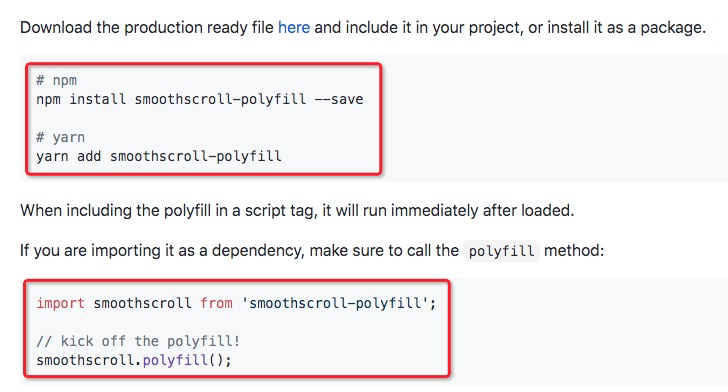 Download the production ready file here and include it in your project, or install it as a package.
# npm
npm install smoothscroll-polyfill --save
# yarn
yarn add smoothscroll-polyfill
When including the polyfill in a script tag, it will run immediately after loaded.
If you are importing it as a dependency, make sure to call the polyfill method:
import smoothscroll from 'smoothscroll-polyfill';
// kick off the polyfill!
smoothscroll.polyfill();